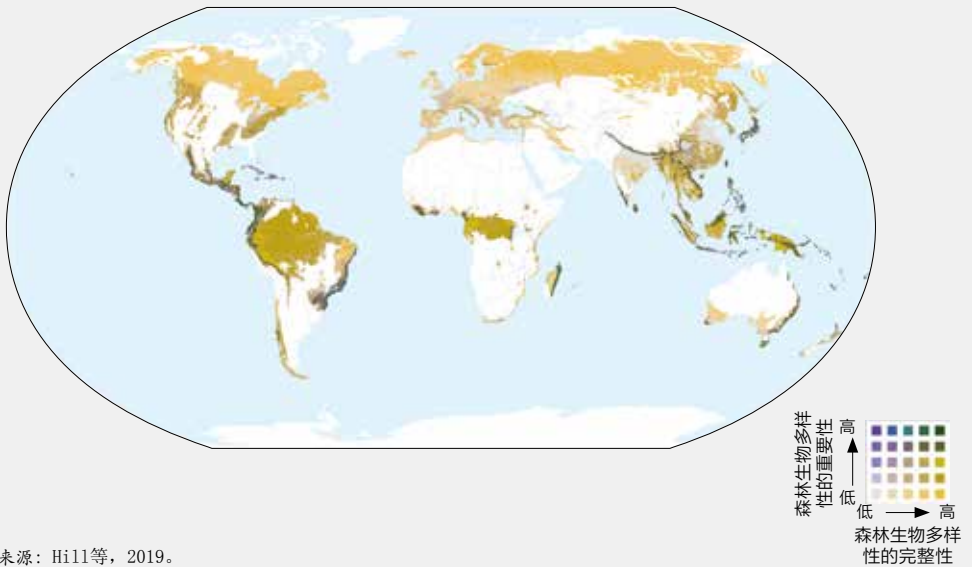 森林生物多样
性的重要性
高
低
低
高
森林生物多样
性的完整性
来源: Hill等, 2019。